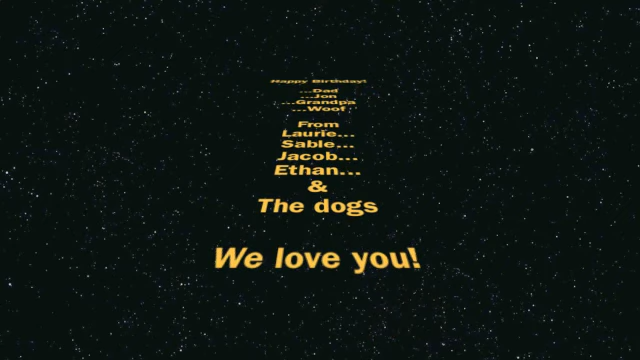 Happy Birthday!
...Dad
...Jon
...Grandpa
...Woof
From
Laurie...
Sable...
Jacob...
Ethan...
&
The dogs
We love you!